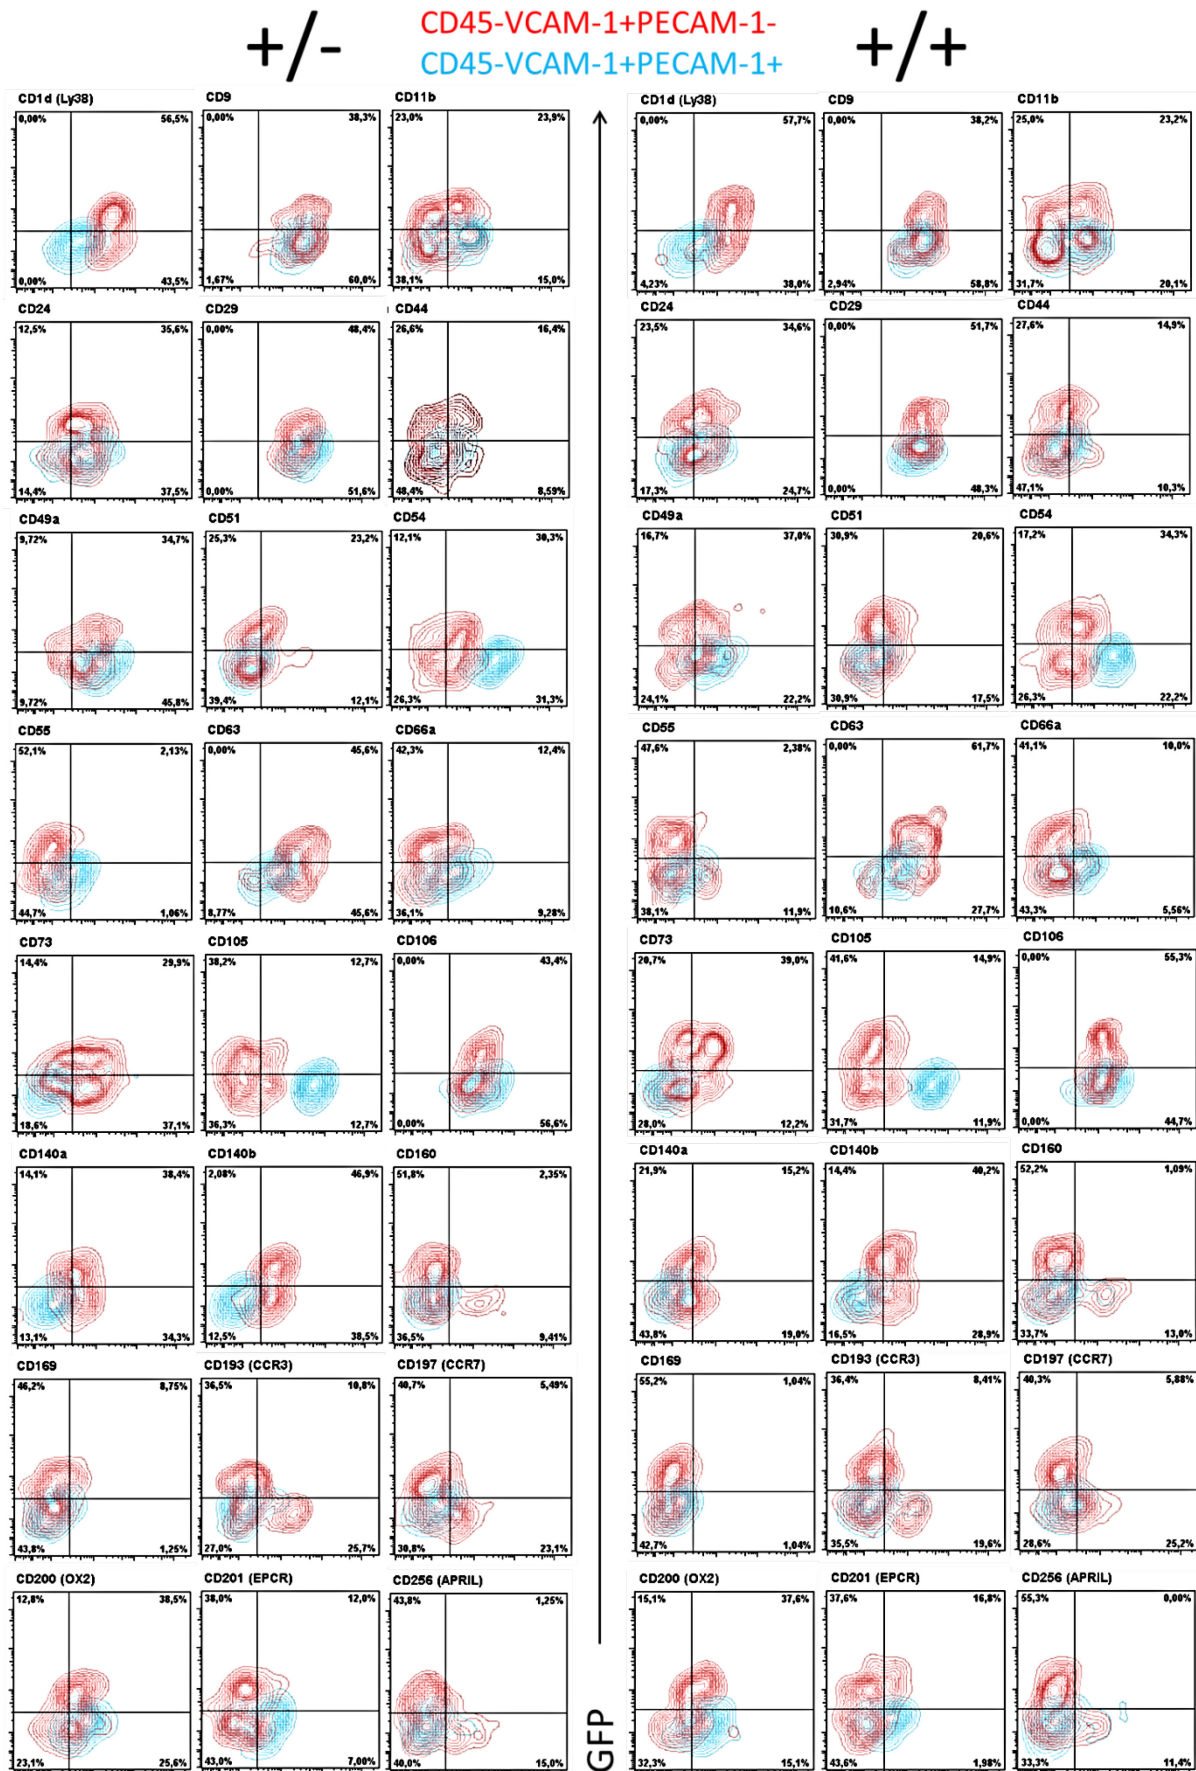 +/-
CD45-VCAM-1+PECAM-1-
CD45-VCAM-1+PECAM-1+
+/+
CD1d (Ly38)
0,00% 56,5%
0,00% 43,5%
CD9
0,00% 38,3%
1,67% 60,0%
CD11b
23,0% 23,9%
38,1% 15,0%
CD24
12,5% 35,6%
14,4% 37,5%
CD29
0,00% 48,4%
0,00% 51,6%
CD44
26,6% 16,4%
48,4% 8,59%
CD49a
9,72% 34,7%
9,72% 45,8%
CD51
25,3% 23,2%
39,4% 12,1%
CD54
12,1% 30,3%
26,3% 31,3%
CD55
52,1% 2,13%
44,7% 1,06%
CD63
0,00% 45,6%
8,77% 45,6%
CD66a
42,3% 12,4%
36,1% 9,28%
CD73
14,4% 29,9%
18,6% 37,1%
CD105
38,2% 12,7%
36,3% 12,7%
CD106
0,00% 43,4%
0,00% 56,6%
CD140a
14,1% 38,4%
13,1% 34,3%
CD140b
2,08% 46,9%
12,5% 38,5%
CD160
51,8% 2,35%
36,5% 9,41%
CD169
46,2% 8,75%
43,8% 1,25%
CD193 (CCR3)
36,5% 10,8%
27,0% 25,7%
CD197 (CCR7)
40,7% 5,49%
30,8% 23,1%
CD200 (OX2)
12,8% 38,5%
23,1% 25,6%
CD201 (EPCR)
38,0% 12,0%
43,0% 7,00%
CD256 (APRIL)
43,8% 1,25%
40,0% 15,0%
GFP
CD1d (Ly38)
0,00% 57,7%
4,23% 38,0%
CD9
0,00% 38,2%
2,94% 58,8%
CD11b
25,0% 23,2%
31,7% 20,1%
CD24
23,5% 34,6%
17,3% 24,7%
CD29
0,00% 51,7%
0,00% 48,3%
CD44
27,6% 14,9%
47,1% 10,3%
CD49a
16,7% 37,0%
24,1% 22,2%
CD51
30,9% 20,6%
30,9% 17,5%
CD54
17,2% 34,3%
26,3% 22,2%
CD55
47,6% 2,38%
38,1% 11,9%
CD63
0,00% 61,7%
10,6% 27,7%
CD66a
41,1% 10,0%
43,3% 5,56%
CD73
20,7% 39,0%
28,0% 12,2%
CD105
41,6% 14,9%
31,7% 11,9%
CD106
0,00% 55,3%
0,00% 44,7%
CD140a
21,9% 15,2%
43,8% 19,0%
CD140b
14,4% 40,2%
16,5% 28,9%
CD160
52,2% 1,09%
33,7% 13,0%
CD169
55,2% 1,04%
42,7% 1,04%
CD193 (CCR3)
36,4% 8,41%
35,5% 19,6%
CD197 (CCR7)
40,3% 5,88%
28,6% 25,2%
CD200 (OX2)
15,1% 37,6%
32,3% 15,1%
CD201 (EPCR)
37,6% 16,8%
43,6% 1,98%
CD256 (APRIL)
55,3% 0,00%
33,3% 11,4%